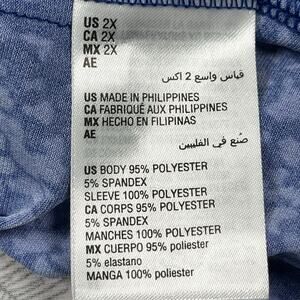 US 2X
CA 2X
MX 2X
AE
قياس واسع 2 اكس
US MADE IN PHILIPPINES
CA FABRIQUÉ AUX PHILIPPINES
MX HECHO EN FILIPINAS
AE
صُنع في الفلبين
US BODY 95% POLYESTER
5% SPANDEX
SLEEVE 100% POLYESTER
CA CORPS 95% POLYESTER
5% SPANDEX
MANCHES 100% POLYESTER
MX CUERPO 95% poliester
5% elastano
MANGA 100% poliester